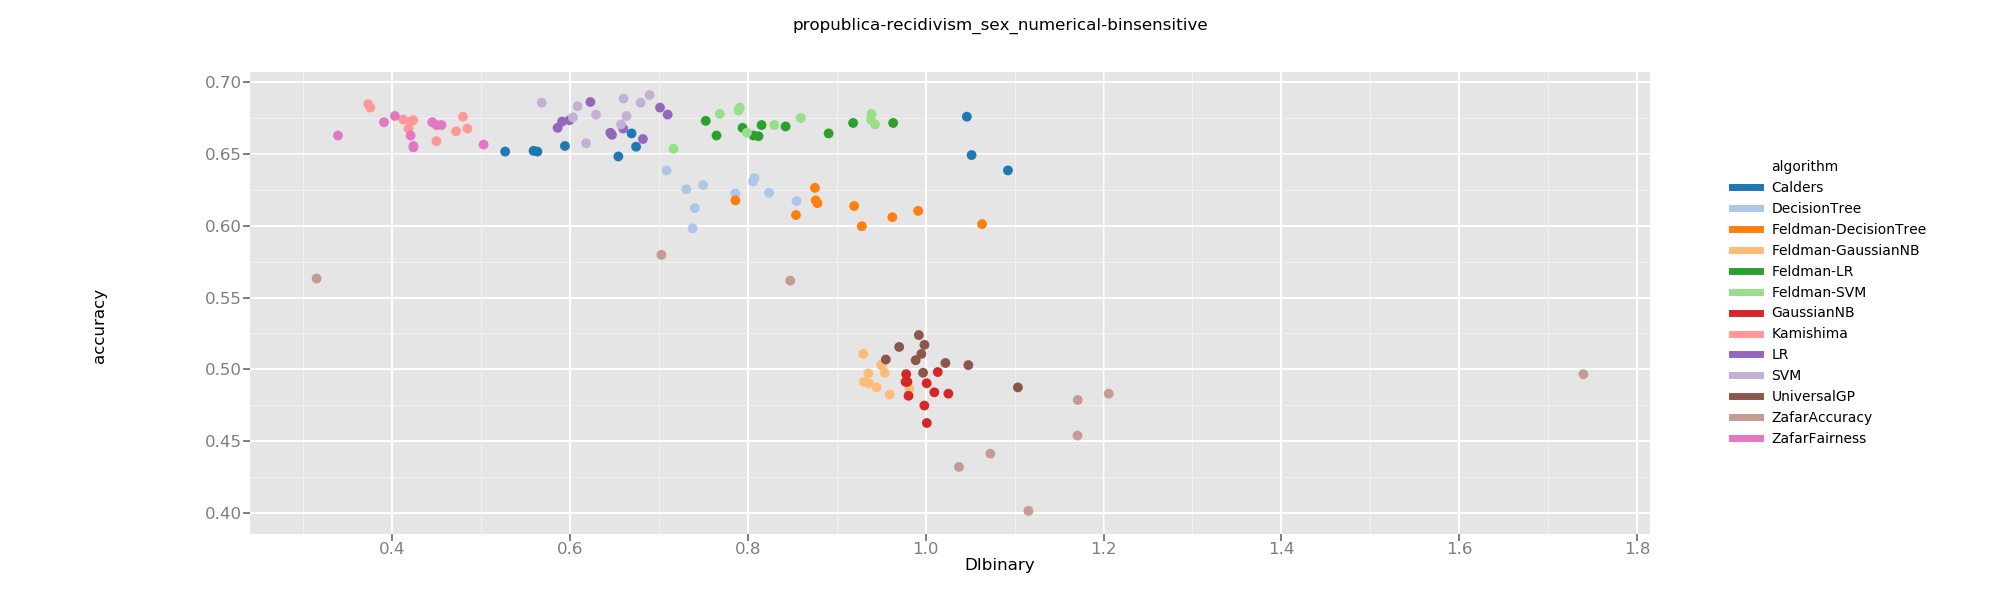 propublica-recidivism_sex_numerical-binsensitive
0.70
0.65
0.60
0.55
0.50
0.45
0.40
accuracy
0.4 0.6 0.8 1.0 1.2 1.4 1.6 1.8
DIbinary
algorithm
Calders
DecisionTree
Feldman-DecisionTree
Feldman-GaussianNB
Feldman-LR
Feldman-SVM
GaussianNB
Kamishima
LR
SVM
UniversalGP
ZafarAccuracy
ZafarFairness